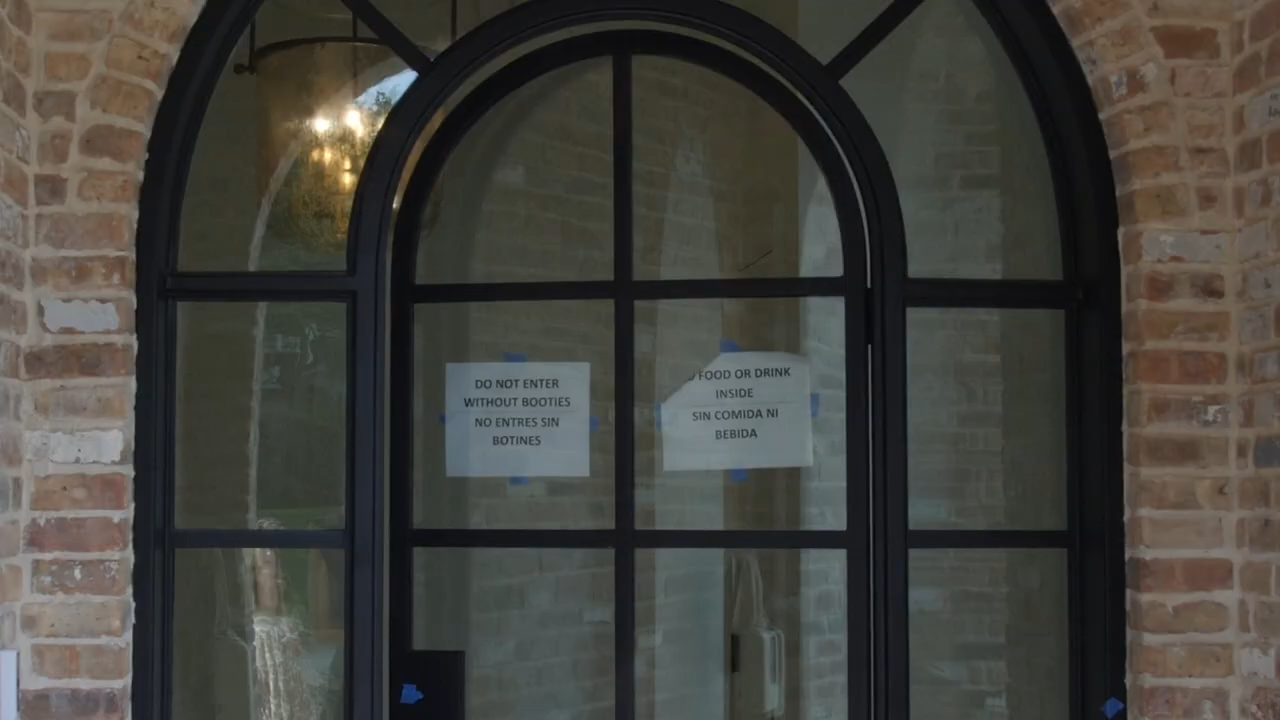 DO NOT ENTER
WITHOUT BOOTIES
NO ENTRES SIN
BOTINES
FOOD OR DRINK
INSIDE
SIN COMIDA NI
BEBIDA